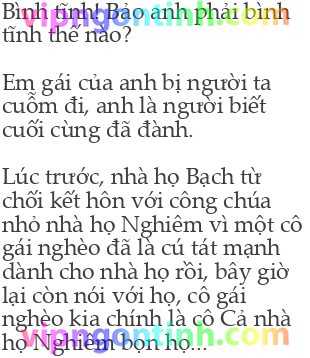 Bình tĩnh! Bảo anh phải bình
tĩnh thế nào?
Em gái của anh bị người ta
cuỗm đi, anh là người biết
cuối cùng đã đành.
Lúc trước, nhà họ Bạch từ
chối kết hôn với công chúa
nhỏ nhà họ Nghiêm vì một cô
gái nghèo đã là cú tát mạnh
dành cho nhà họ rồi, bây giờ
lại còn nói với họ, cô gái
nghèo kia chính là cô Cả nhà
họ Nghiêm bọn họ...
vipngontinh.com
vipngontinh.com